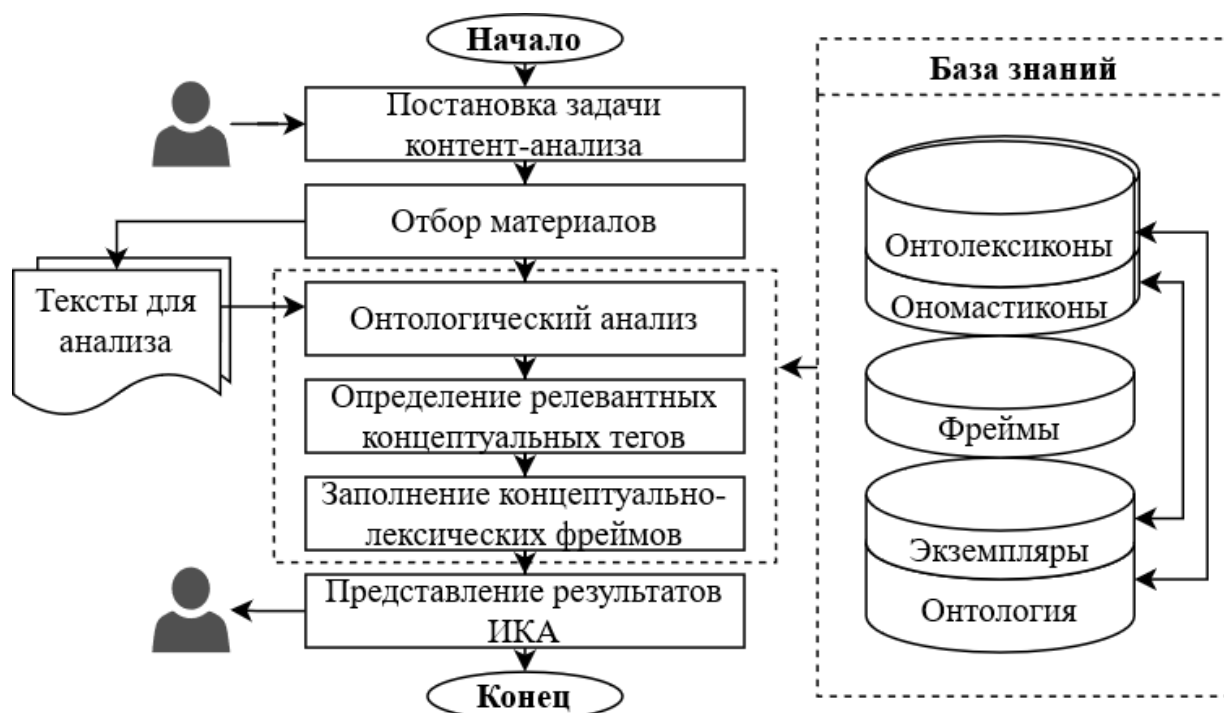 Начало
Постановка задачи
контент-анализа
Отбор материалов
Тексты для
анализа
Онтологический анализ
Определение релевантных
концептуальных тегов
Заполнение концептуально-
лексических фреймов
Представление результатов
ИКА
Конец
База знаний
Онтолексиконы
Ономастиконы
Фреймы
Экземпляры
Онтология